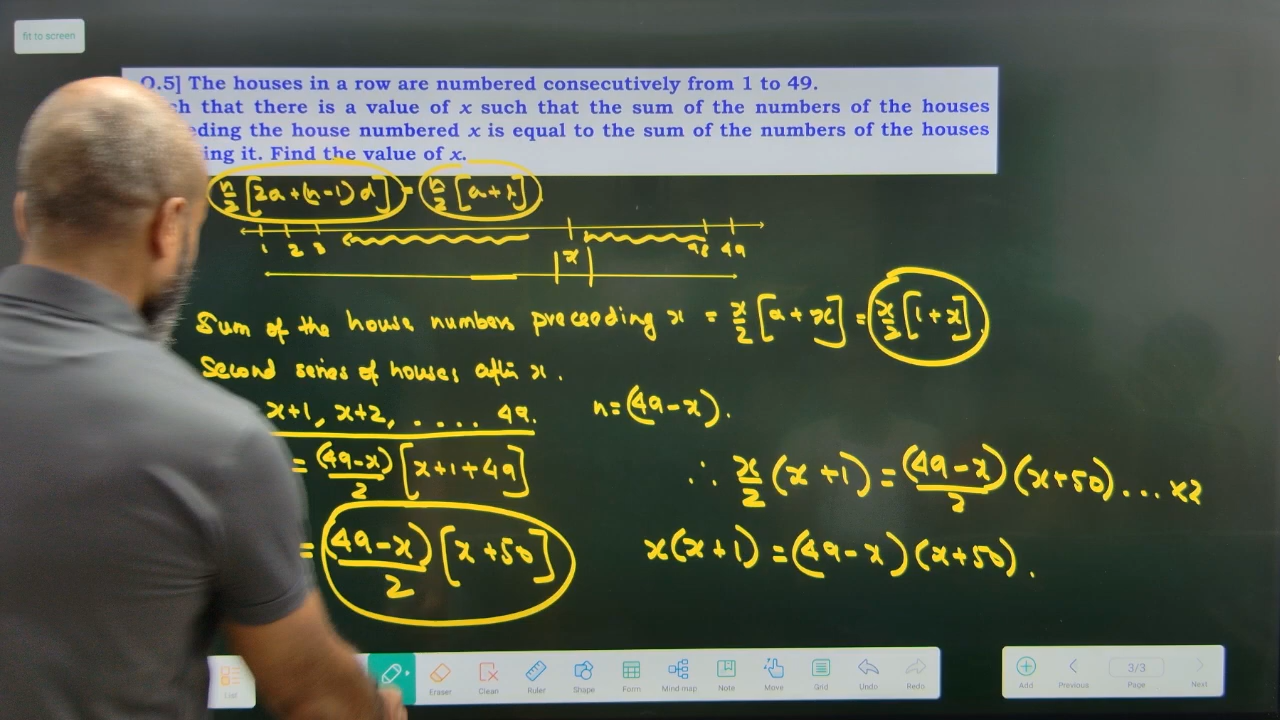 fit to screen
Q.5] The houses in a row are numbered consecutively from 1 to 49.
that there is a value of x such that the sum of the numbers of the houses
the house numbered x is equal to the sum of the numbers of the houses
it. Find the value of x.
n/2 [2a+(n-1)d] = n/2 [a+l]
1 2 3 x 48 49
Sum of the house numbers preceeding x = x/2 [a+x] = x/2 [1+x]
Second series of houses after x.
x+1, x+2, .... 49. n=(49-x).
= (49-x)/2 [x+1+49]
∴ x/2 (x+1) = (49-x)/2 (x+50)... x2
= (49-x)/2 [x+50]
x(x+1) = (49-x)(x+50).
List Eraser Clean Ruler Shape Form Mind map Note Move Grid Undo Redo Add Previous 3/3 Page Next